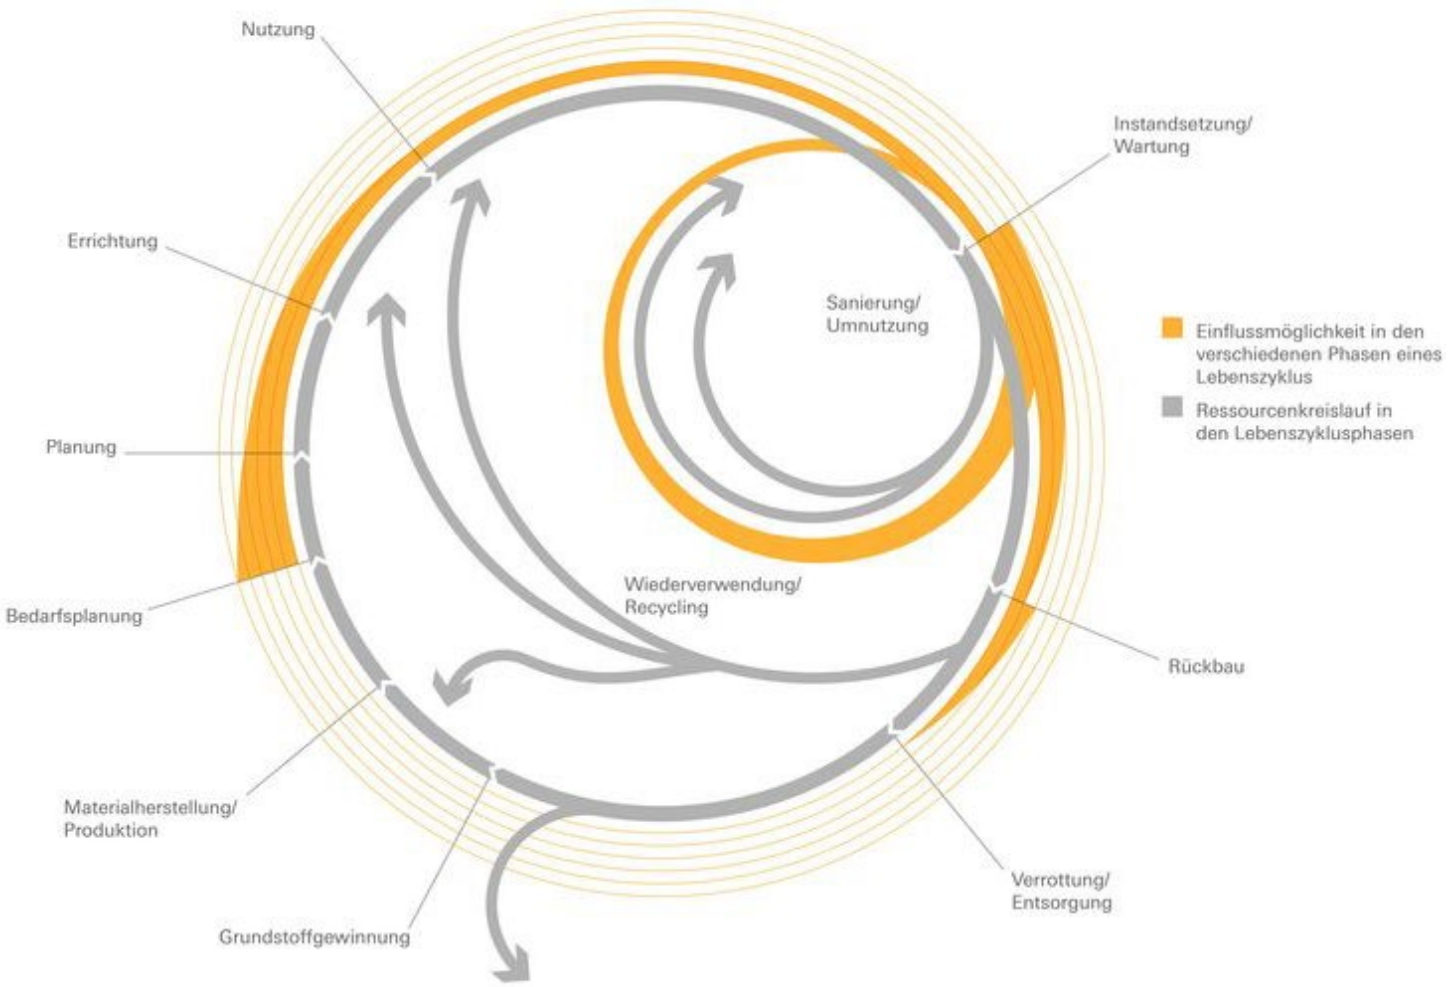 Nutzung
Instandsetzung/
Wartung
Errichtung
Sanierung/
Umnutzung
Einflussmöglichkeit in den
verschiedenen Phasen eines
Lebenszyklus
Ressourcenkreislauf in
den Lebenszyklusphasen
Planung
Wiederverwendung/
Recycling
Bedarfsplanung
Rückbau
Materialherstellung/
Produktion
Verrottung/
Entsorgung
Grundstoffgewinnung